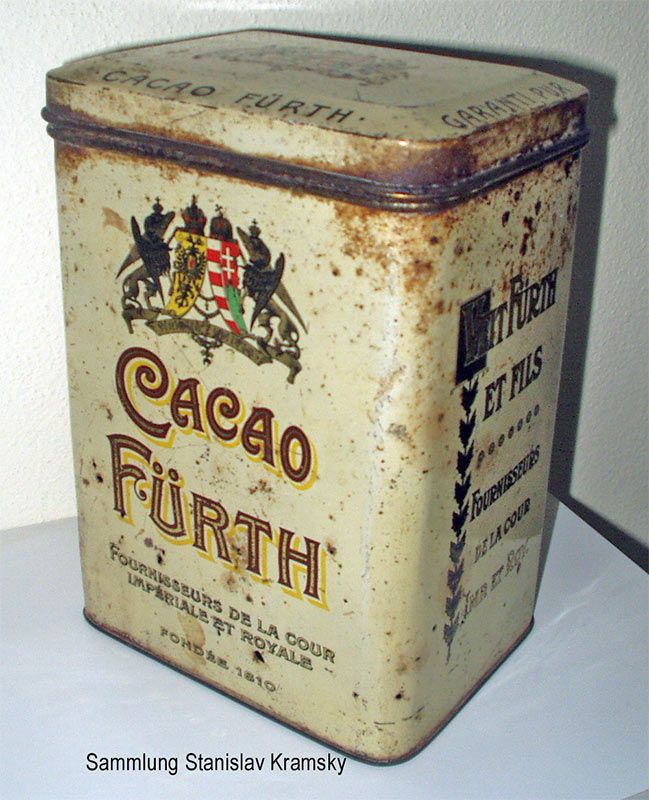 CACAO FÜRTH.
GARANTI PUR
CACAO
FÜRTH
FOURNISSEURS DE LA COUR
IMPÉRIALE ET ROYALE
FONDÉE 1810
VIT FÜRTH
ET FILS
FOURNISSEURS
DE LA COUR
IMP. ET ROY.
Sammlung Stanislav Kramsky